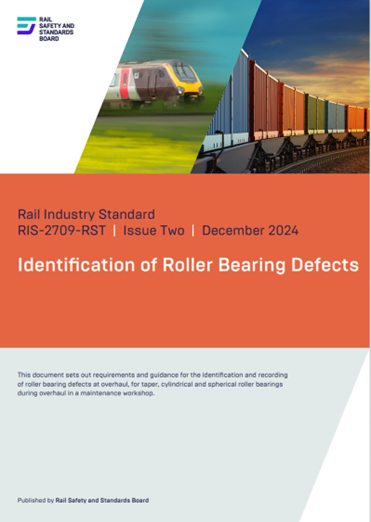 RAIL
SAFETY AND
STANDARDS
BOARD
Rail Industry Standard
RIS-2709-RST | Issue Two | December 2024
Identification of Roller Bearing Defects
This document sets out requirements and guidance for the identification and recording
of roller bearing defects at overhaul, for taper, cylindrical and spherical roller bearings
during overhaul in a maintenance workshop.
Published by Rail Safety and Standards Board